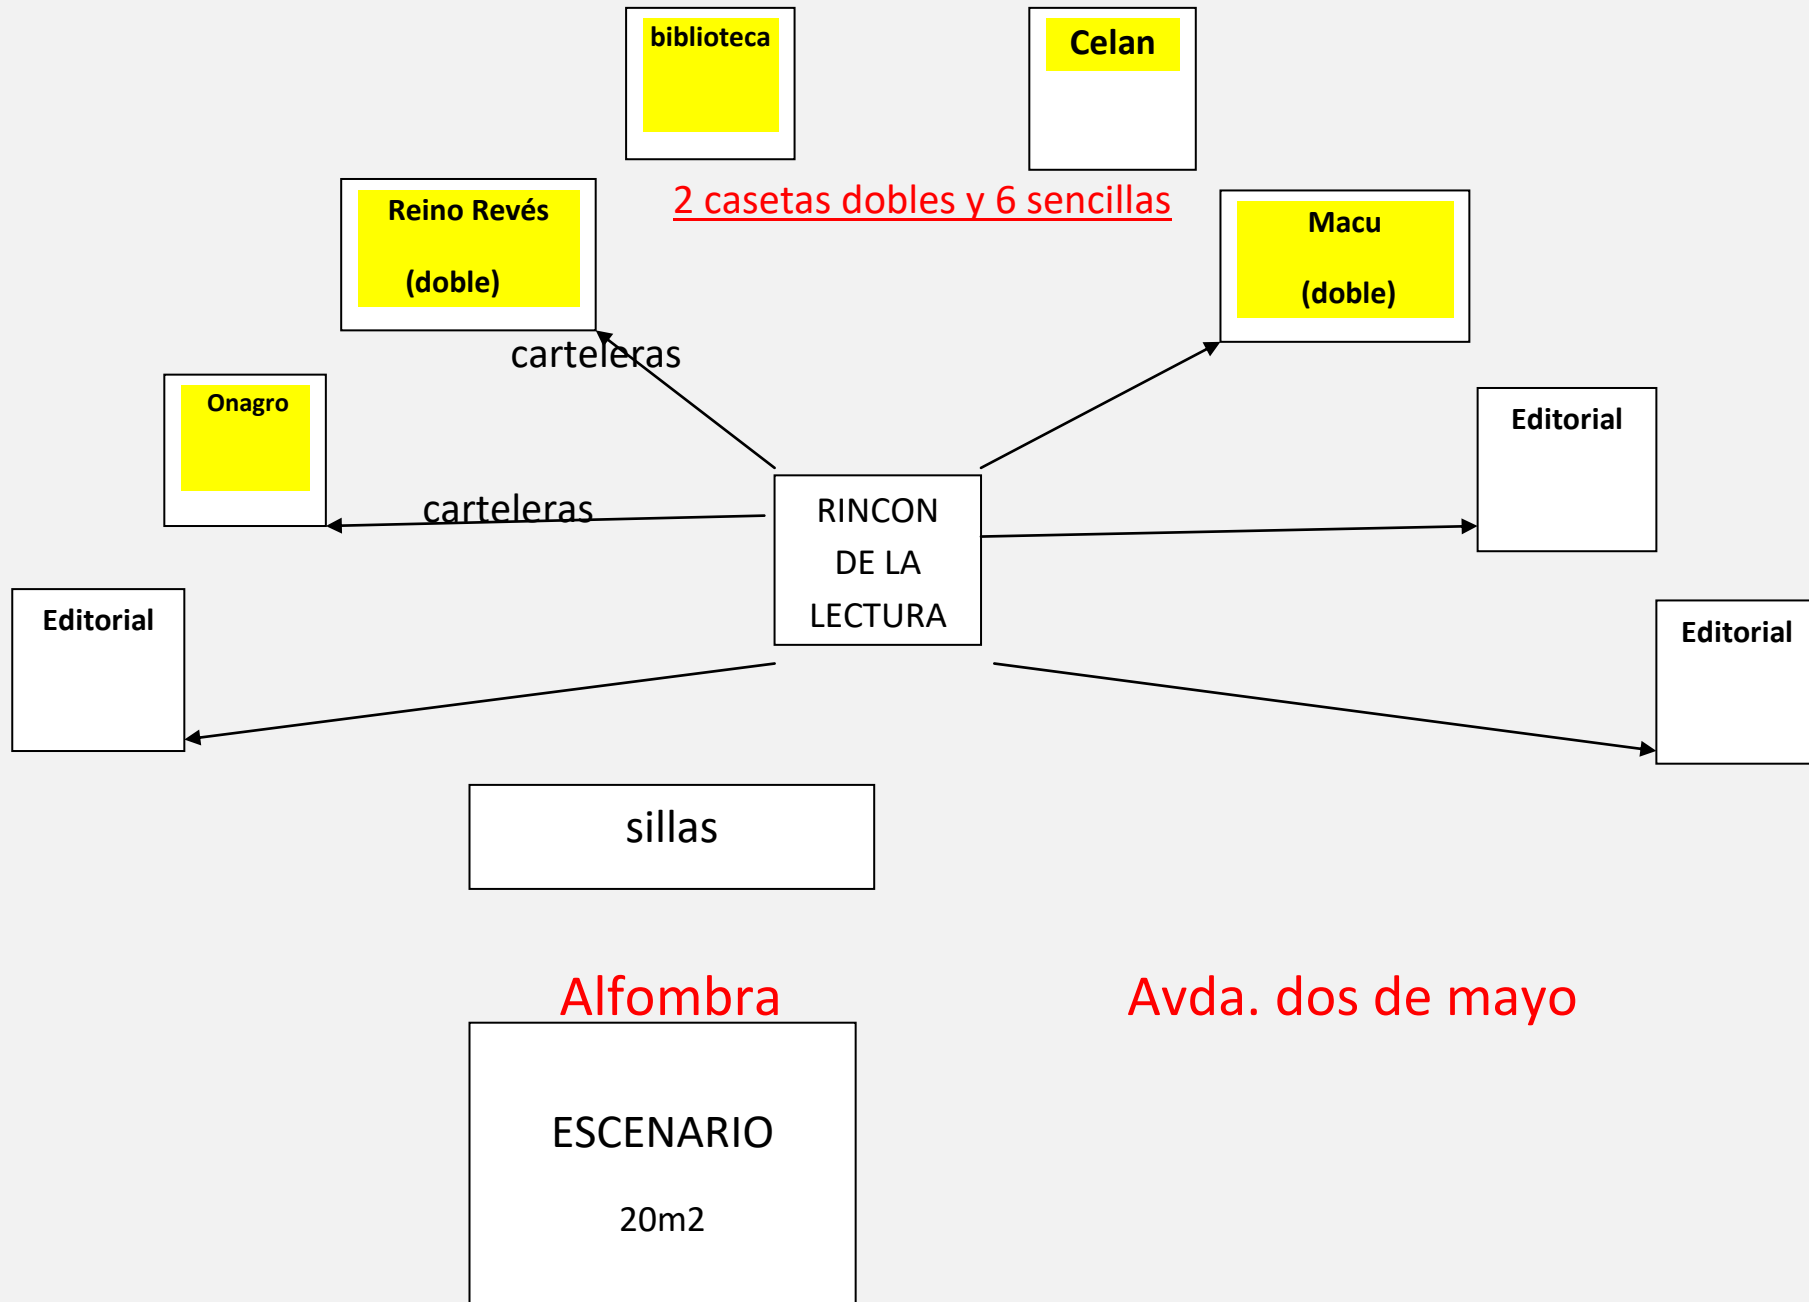 biblioteca
Celan
2 casetas dobles y 6 sencillas
Reino Revés
(doble)
Macu
(doble)
carteleras
Onagro
Editorial
carteleras
RINCON
DE LA
LECTURA
Editorial
Editorial
sillas
Alfombra
Avda. dos de mayo
ESCENARIO
20m2